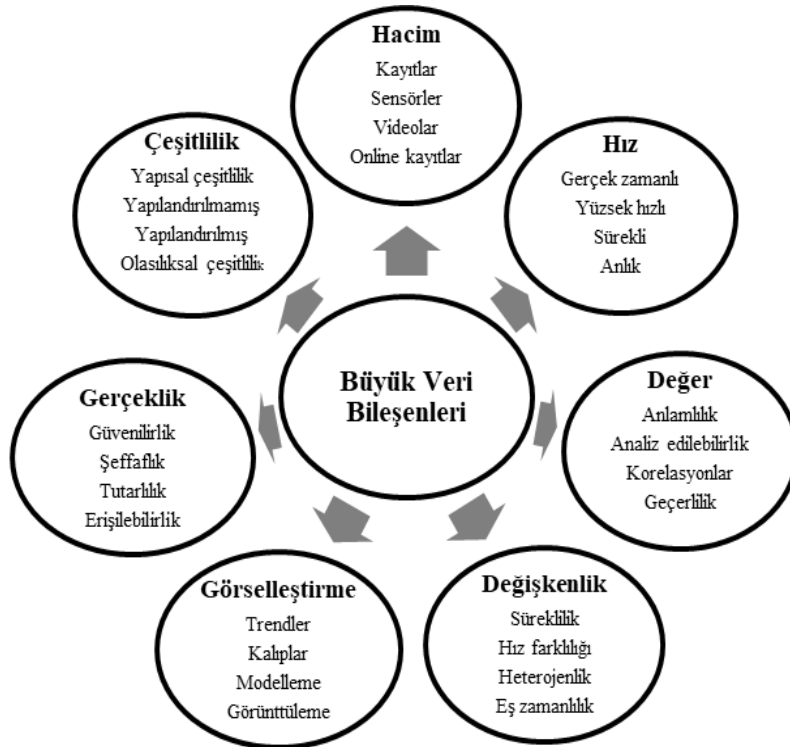 Hacim
Kayıtlar
Sensörler
Videolar
Online kayıtlar
Çeşitlilik
Yapısal çeşitlilik
Yapılandırılmamış
Yapılandırılmış
Olasılıksal çeşitlilik
Hız
Gerçek zamanlı
Yüzsek hızlı
Sürekli
Anlık
Büyük Veri
Bileşenleri
Gerçeklik
Güvenilirlik
Şeffaflık
Tutarlılık
Erişilebilirlik
Değer
Anlamlılık
Analiz edilebilirlik
Korelasyonlar
Geçerlilik
Görselleştirme
Trendler
Kalıplar
Modelleme
Görünttüleme
Değişkenlik
Süreklilik
Hız farklılığı
Heterojenlik
Eş zamanlılık